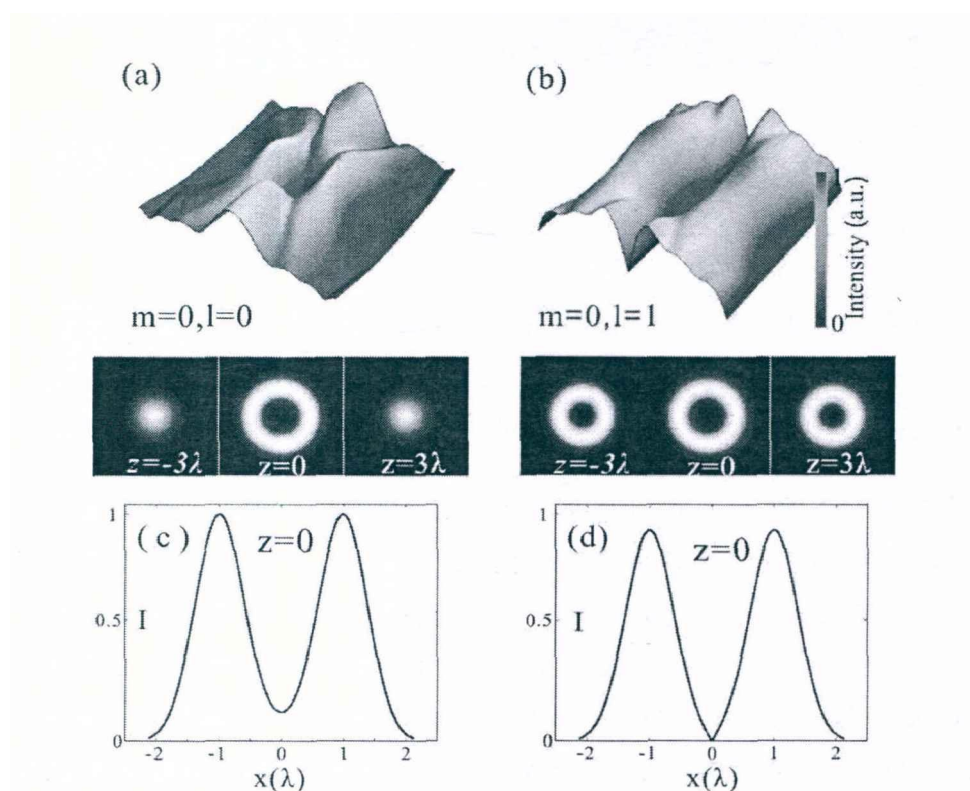 (a)
(b)
Intensity (a.u.)
0
m=0,l=0
m=0,l=1
z=-3λ
z=0
z=3λ
z=-3λ
z=0
z=3λ
1
(c)
z=0
0.5
I
0
-2
-1
0
1
2
x(λ)
1
(d)
z=0
0.5
I
0
-2
-1
0
1
2
x(λ)